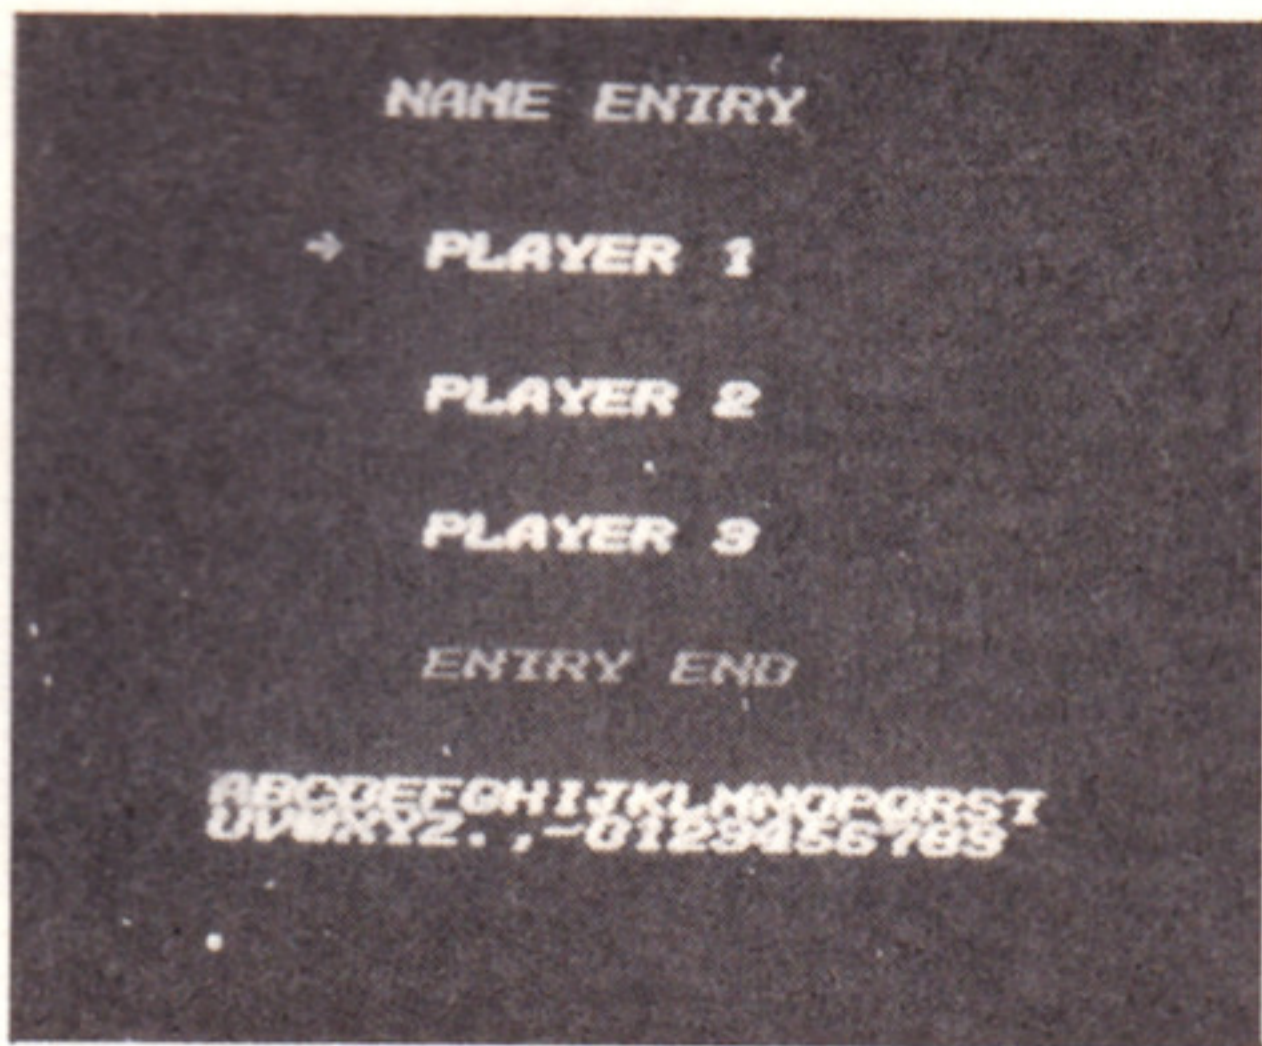 NAME ENTRY
→ PLAYER 1
PLAYER 2
PLAYER 3
ENTRY END
ABCDEFGHIJKLMNOPQRST
UVWXYZ.,-0123456789